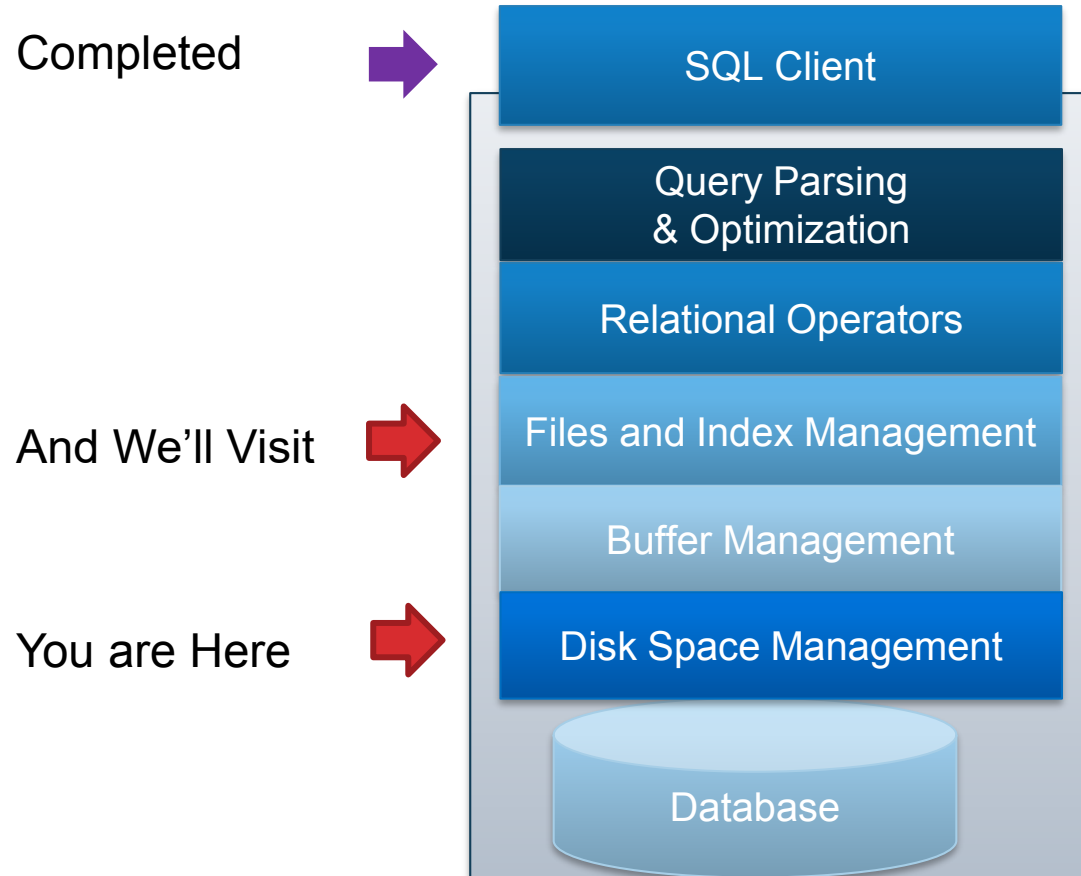 Completed
SQL Client
Query Parsing
& Optimization
Relational Operators
And We’ll Visit
Files and Index Management
Buffer Management
You are Here
Disk Space Management
Database